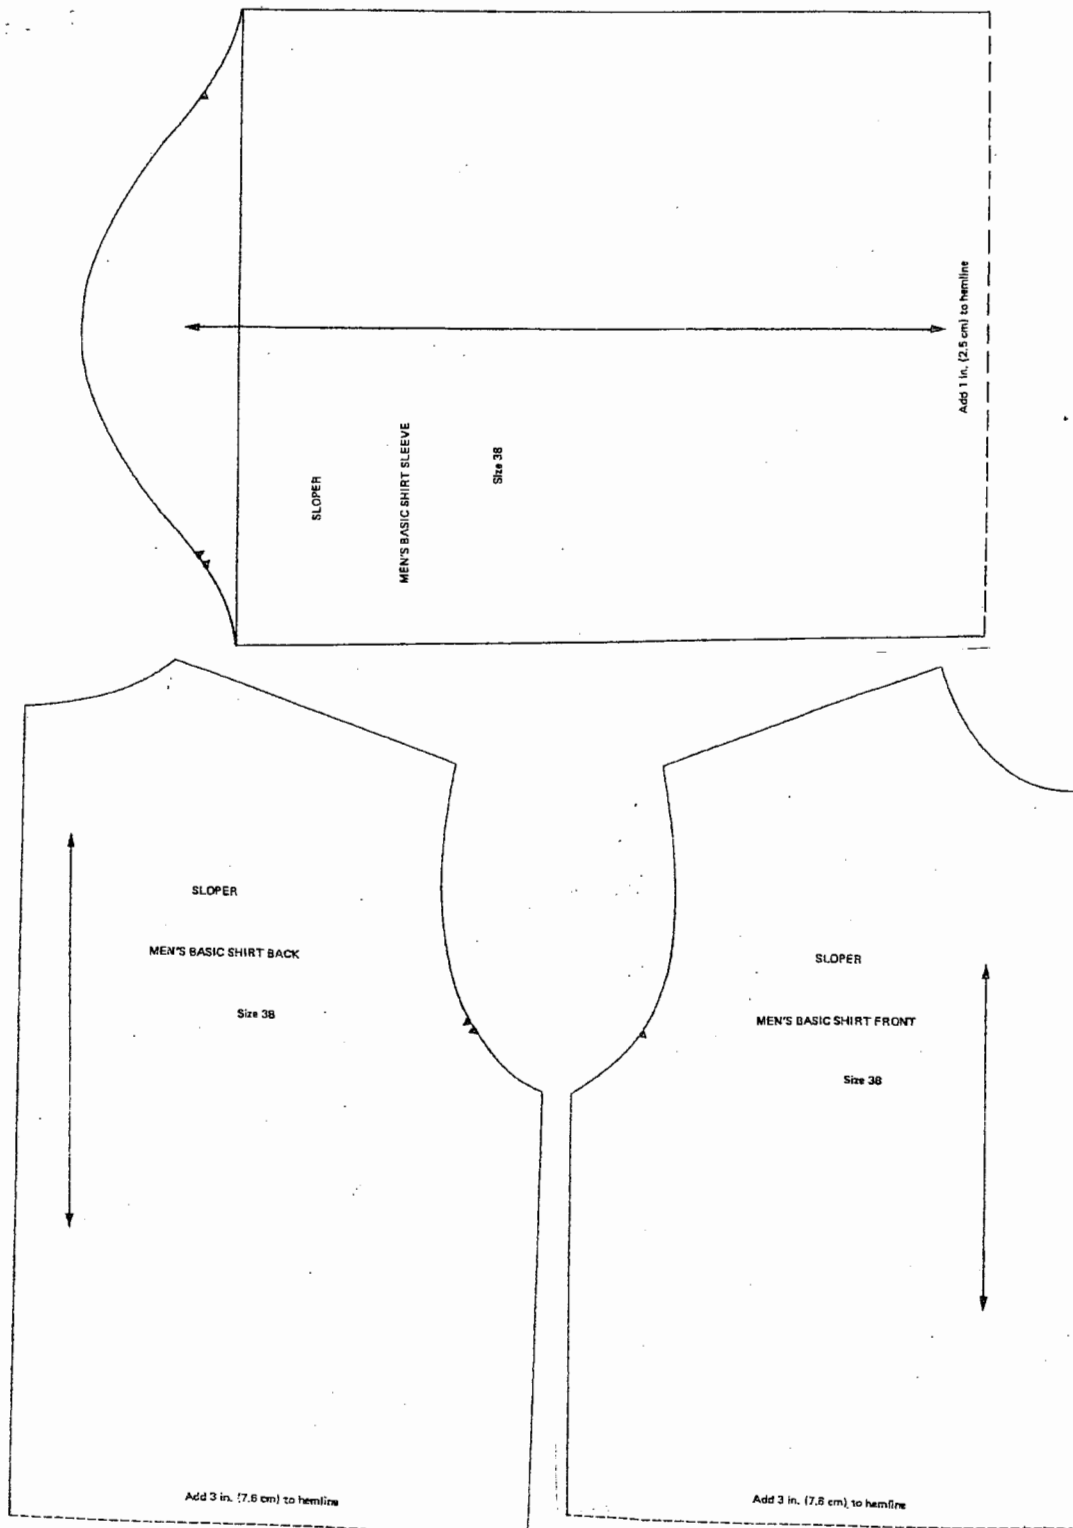 Add 1 in. (2.5 cm) to hemline
SLOPER
MEN'S BASIC SHIRT SLEEVE
Size 38
SLOPER
MEN'S BASIC SHIRT BACK
Size 38
Add 3 in. (7.6 cm) to hemline
SLOPER
MEN'S BASIC SHIRT FRONT
Size 38
Add 3 in. (7.6 cm) to hemline